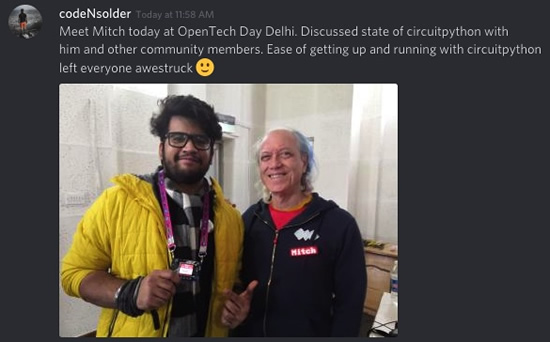 codeNsolder Today at 11:58 AM
Meet Mitch today at OpenTech Day Delhi. Discussed state of circuitpython with
him and other community members. Ease of getting up and running with circuitpython
left everyone awestruck
Mitch